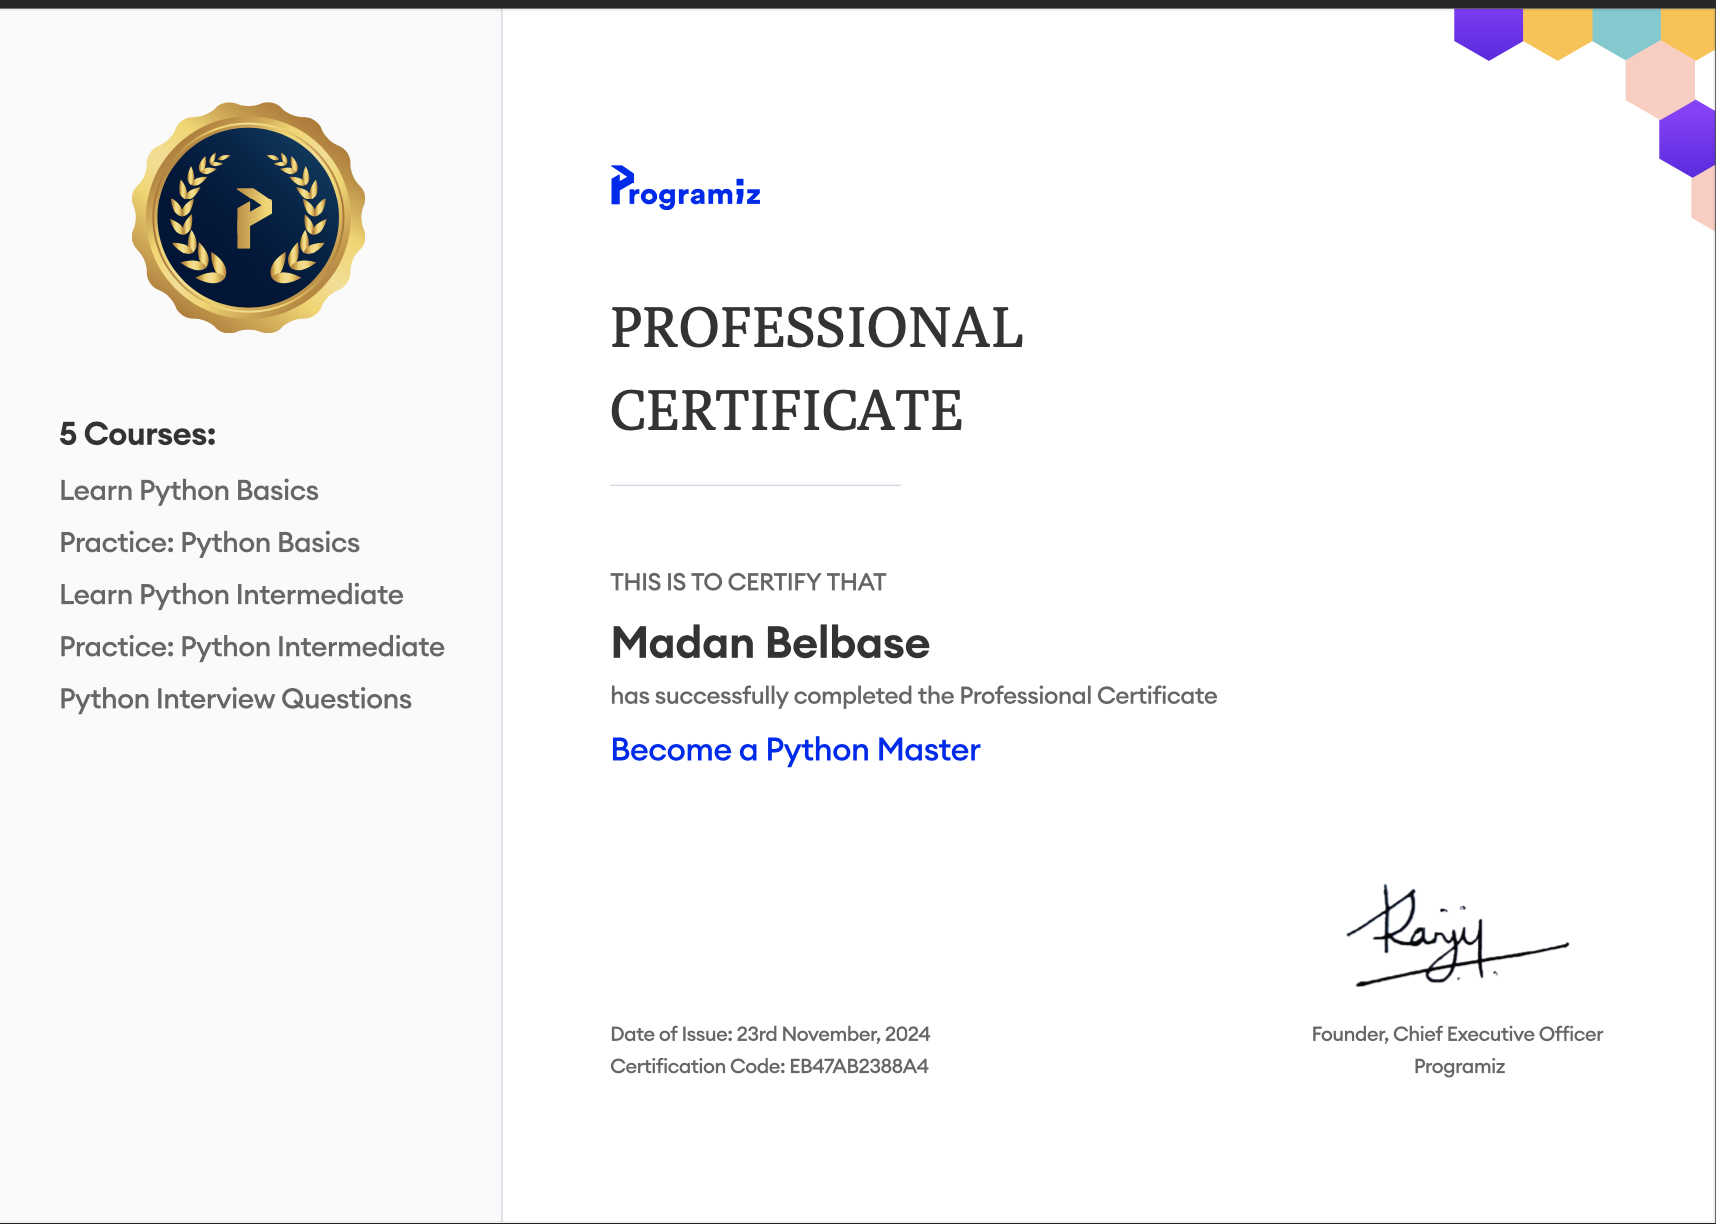 5 Courses:
Learn Python Basics
Practice: Python Basics
Learn Python Intermediate
Practice: Python Intermediate
Python Interview Questions
Programiz
PROFESSIONAL
CERTIFICATE
THIS IS TO CERTIFY THAT
Madan Belbase
has successfully completed the Professional Certificate
Become a Python Master
Date of Issue: 23rd November, 2024
Certification Code: EB47AB2388A4
Founder, Chief Executive Officer
Programiz